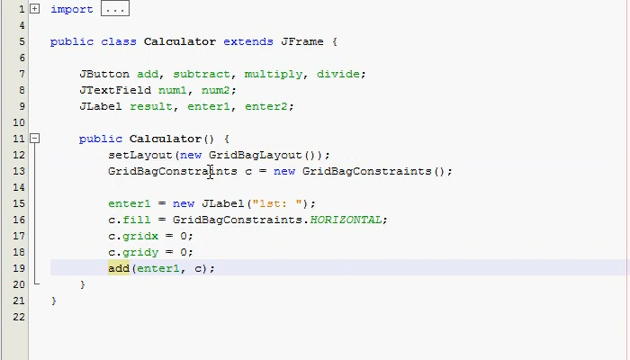 1 import ...
4
5 public class Calculator extends JFrame {
6
7 JButton add, subtract, multiply, divide;
8 JTextField num1, num2;
9 JLabel result, enter1, enter2;
10
11 public Calculator() {
12 setLayout(new GridBagLayout());
13 GridBagConstraints c = new GridBagConstraints();
14
15 enter1 = new JLabel("1st: ");
16 c.fill = GridBagConstraints.HORIZONTAL;
17 c.gridx = 0;
18 c.gridy = 0;
19 add(enter1, c);
20 }
21 }
22